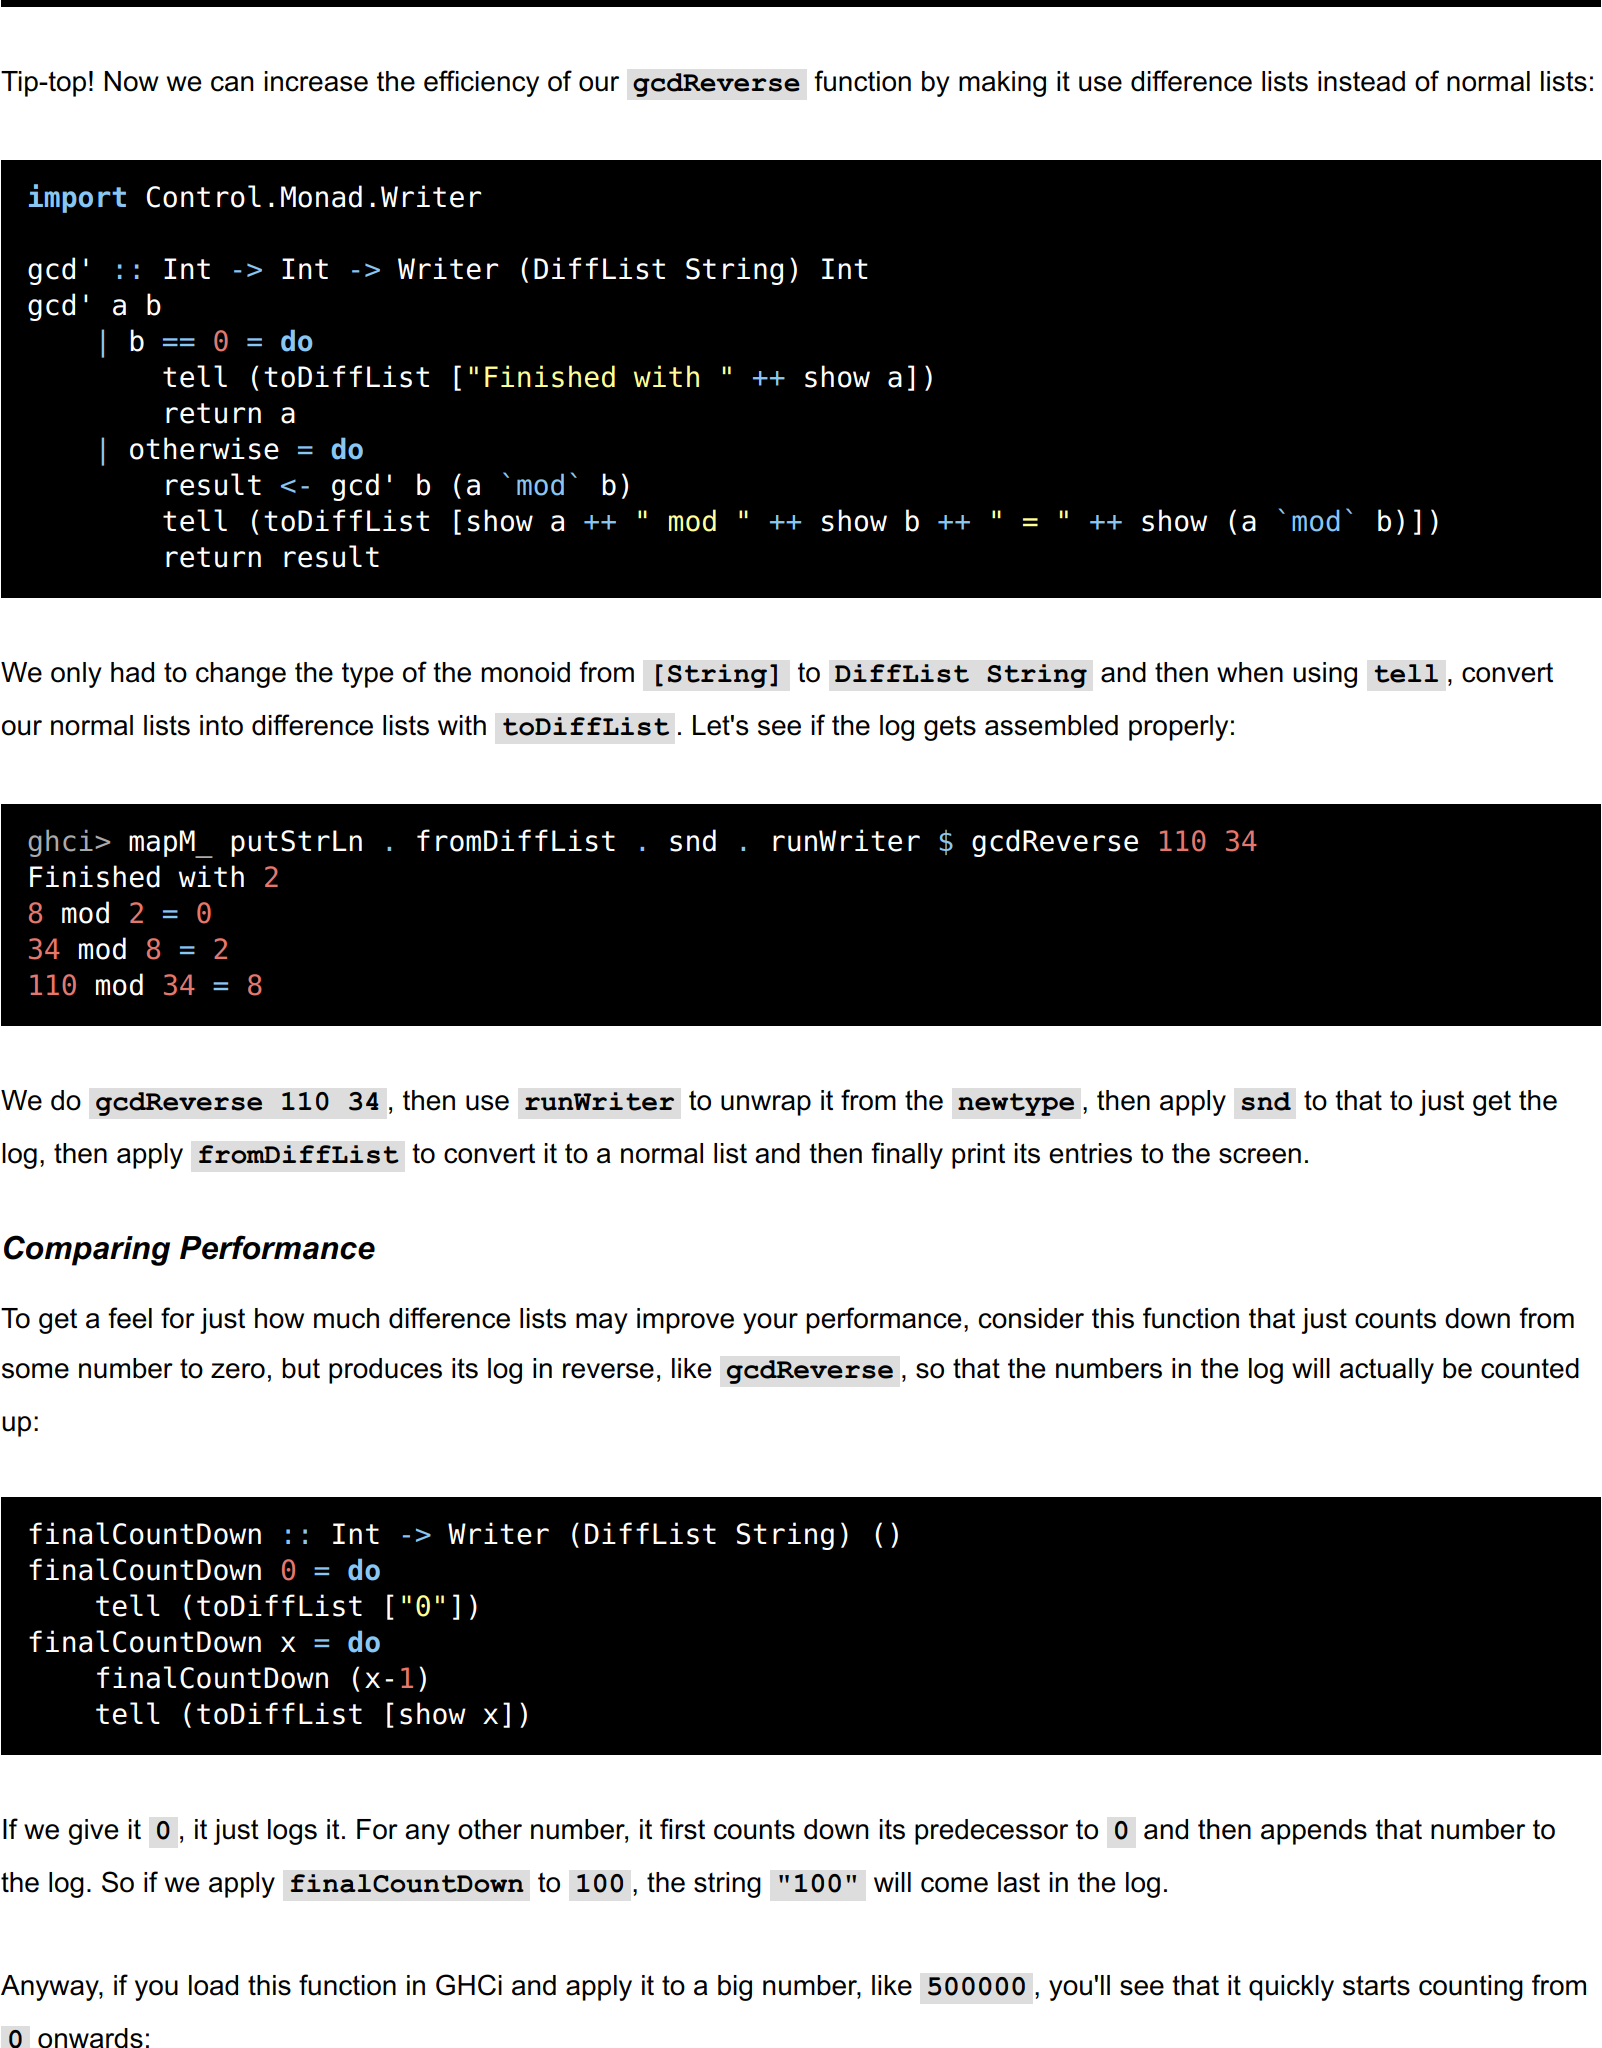 Tip-top! Now we can increase the efficiency of our gcdReverse function by making it use difference lists instead of normal lists:
import Control.Monad.Writer
gcd' :: Int -> Int -> Writer (DiffList String) Int
gcd' a b
    | b == 0 = do
        tell (toDiffList ["Finished with " ++ show a])
        return a
    | otherwise = do
        result <- gcd' b (a `mod` b)
        tell (toDiffList [show a ++ " mod " ++ show b ++ " = " ++ show (a `mod` b)])
        return result
We only had to change the type of the monoid from [String] to DiffList String and then when using tell, convert
our normal lists into difference lists with toDiffList. Let's see if the log gets assembled properly:
ghci> mapM_ putStrLn . fromDiffList . snd . runWriter $ gcdReverse 110 34
Finished with 2
8 mod 2 = 0
34 mod 8 = 2
110 mod 34 = 8
We do gcdReverse 110 34, then use runWriter to unwrap it from the newtype, then apply snd to that to just get the
log, then apply fromDiffList to convert it to a normal list and then finally print its entries to the screen.
Comparing Performance
To get a feel for just how much difference lists may improve your performance, consider this function that just counts down from
some number to zero, but produces its log in reverse, like gcdReverse, so that the numbers in the log will actually be counted
up:
finalCountDown :: Int -> Writer (DiffList String) ()
finalCountDown 0 = do
    tell (toDiffList ["0"])
finalCountDown x = do
    finalCountDown (x-1)
    tell (toDiffList [show x])
If we give it 0, it just logs it. For any other number, it first counts down its predecessor to 0 and then appends that number to
the log. So if we apply finalCountDown to 100, the string "100" will come last in the log.
Anyway, if you load this function in GHCi and apply it to a big number, like 500000, you'll see that it quickly starts counting from
0 onwards: